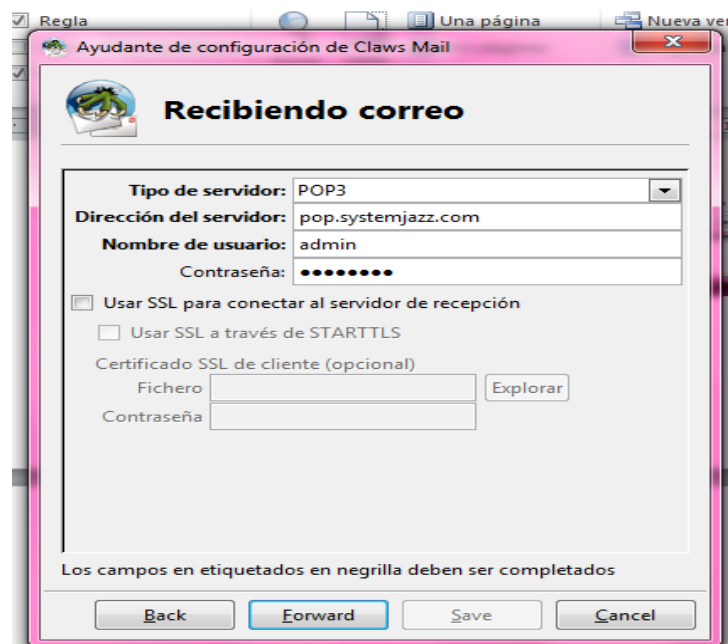 Regla
Una página
Nueva ve
Ayudante de configuración de Claws Mail
Recibiendo correo
Tipo de servidor: POP3
Dirección del servidor: pop.systemjazz.com
Nombre de usuario: admin
Contraseña: ●●●●●●●●
Usar SSL para conectar al servidor de recepción
Usar SSL a través de STARTTLS
Certificado SSL de cliente (opcional)
Fichero Explorar
Contraseña
Los campos en etiquetados en negrilla deben ser completados
Back Forward Save Cancel